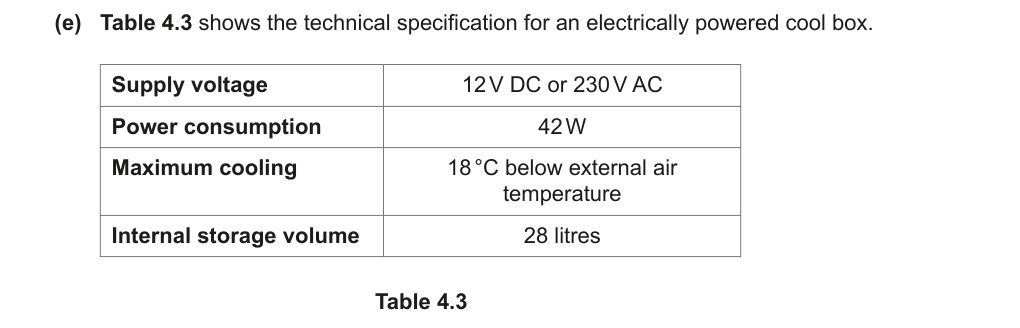 (e) Table 4.3 shows the technical specification for an electrically powered cool box.
Supply voltage 12 V DC or 230 V AC
Power consumption 42 W
Maximum cooling 18 °C below external air
temperature
Internal storage volume 28 litres
Table 4.3